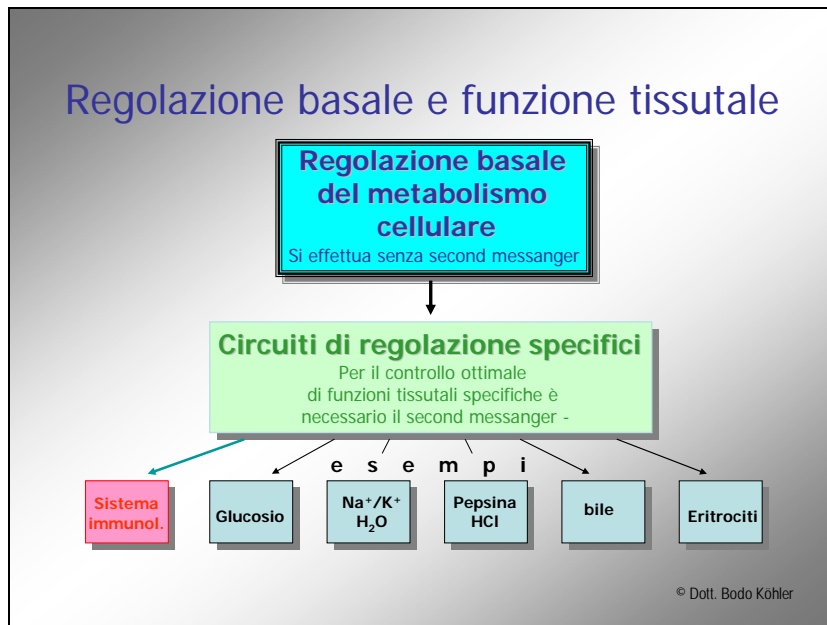 Regolazione basale e funzione tissutale
Regolazione basale
del metabolismo
cellulare
Si effettua senza second messanger
Circuiti di regolazione specifici
Per il controllo ottimale
di funzioni tissutali specifiche è
necessario il second messanger -
e s e m p i
Sistema
immunol.
Glucosio
Na⁺/K⁺
H₂O
Pepsina
HCl
bile
Eritrociti
© Dott. Bodo Köhler